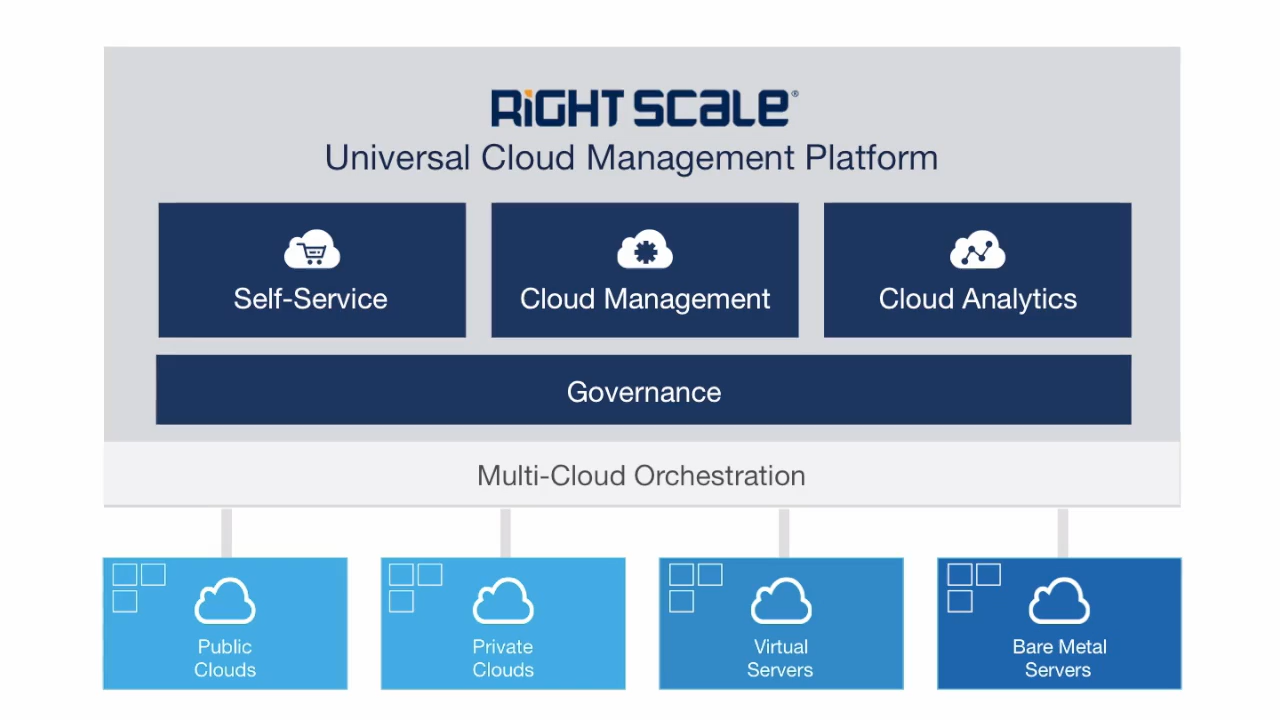 RiGHT SCALE®
Universal Cloud Management Platform
Self-Service
Cloud Management
Cloud Analytics
Governance
Multi-Cloud Orchestration
Public
Clouds
Private
Clouds
Virtual
Servers
Bare Metal
Servers